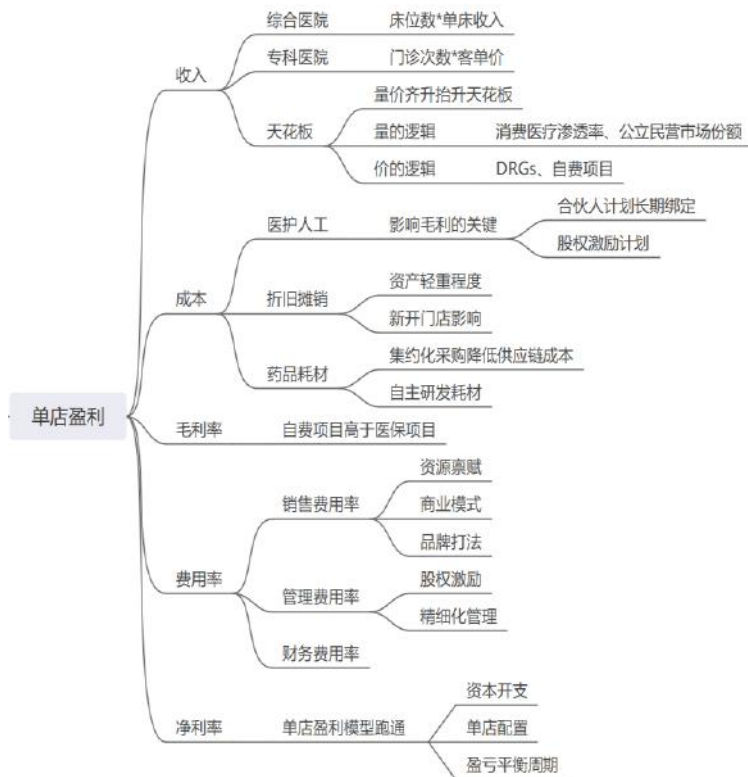 单店盈利
收入
综合医院
床位数*单床收入
专科医院
门诊次数*客单价
天花板
量价齐升抬升天花板
量的逻辑
消费医疗渗透率、公立民营市场份额
价的逻辑
DRGs、自费项目
成本
医护人工
影响毛利的关键
合伙人计划长期绑定
股权激励计划
折旧摊销
资产轻重程度
新开门店影响
药品耗材
集约化采购降低供应链成本
自主研发耗材
毛利率
自费项目高于医保项目
费用率
销售费用率
资源禀赋
商业模式
品牌打法
管理费用率
股权激励
精细化管理
财务费用率
净利率
单店盈利模型跑通
资本开支
单店配置
盈亏平衡周期